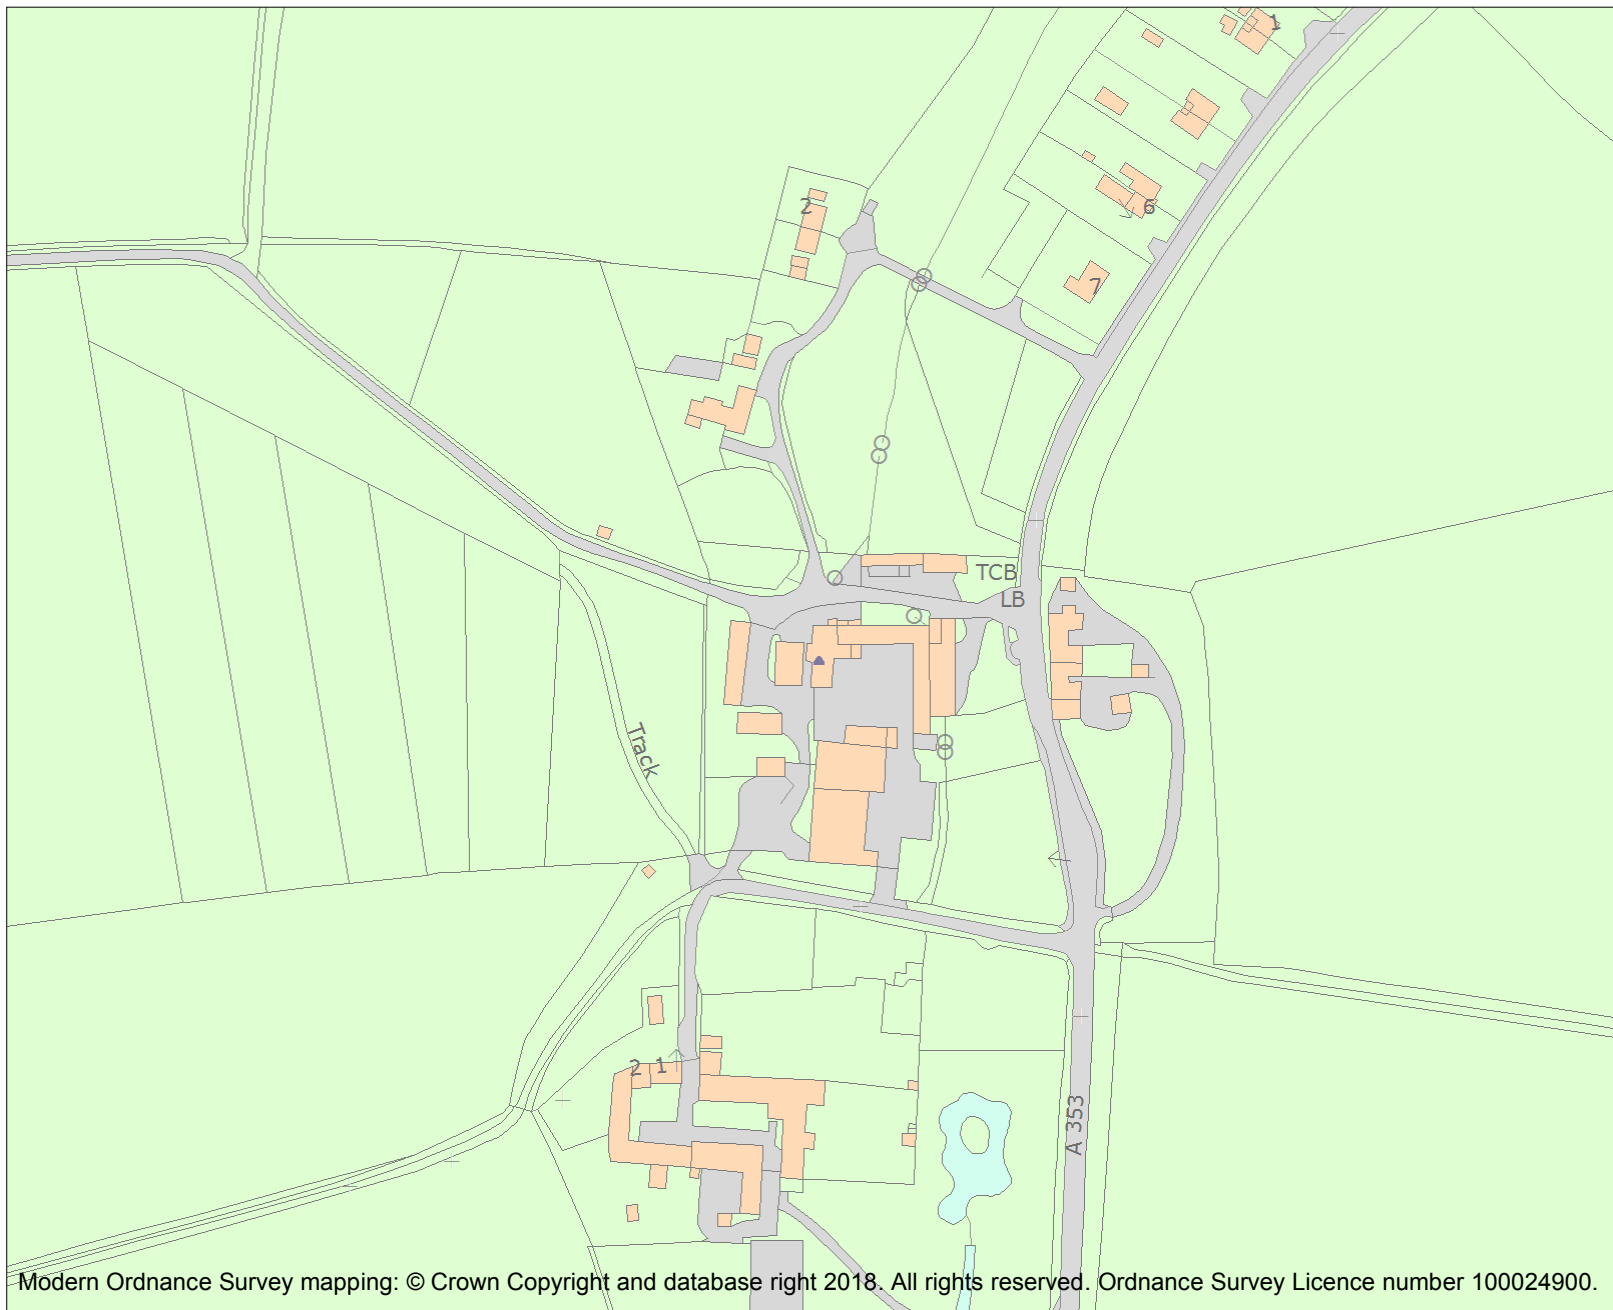 1
2
6
7
TCB
LB
Track
2 1
A 353
Modern Ordnance Survey mapping: © Crown Copyright and database right 2018. All rights reserved. Ordnance Survey Licence number 100024900.